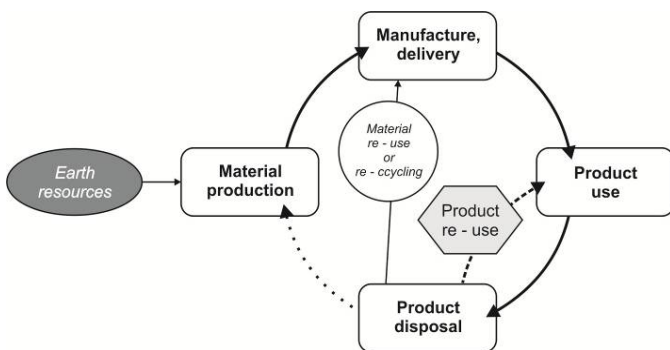 Manufacture,
delivery
Material
re - use
or
re - ccycling
Earth
resources
Material
production
Product
use
Product
re - use
Product
disposal